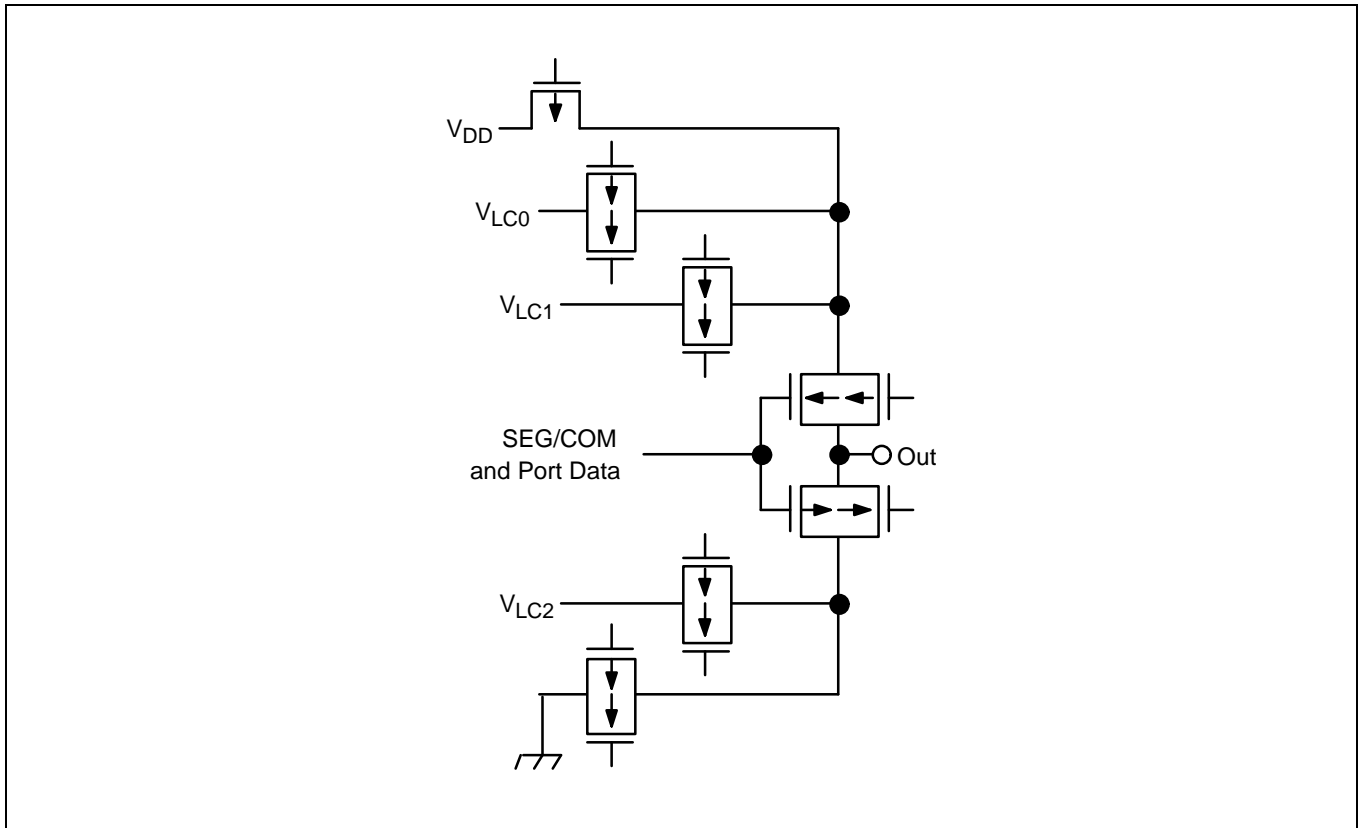 VDD
VLC0
VLC1
SEG/COM
and Port Data
Out
VLC2